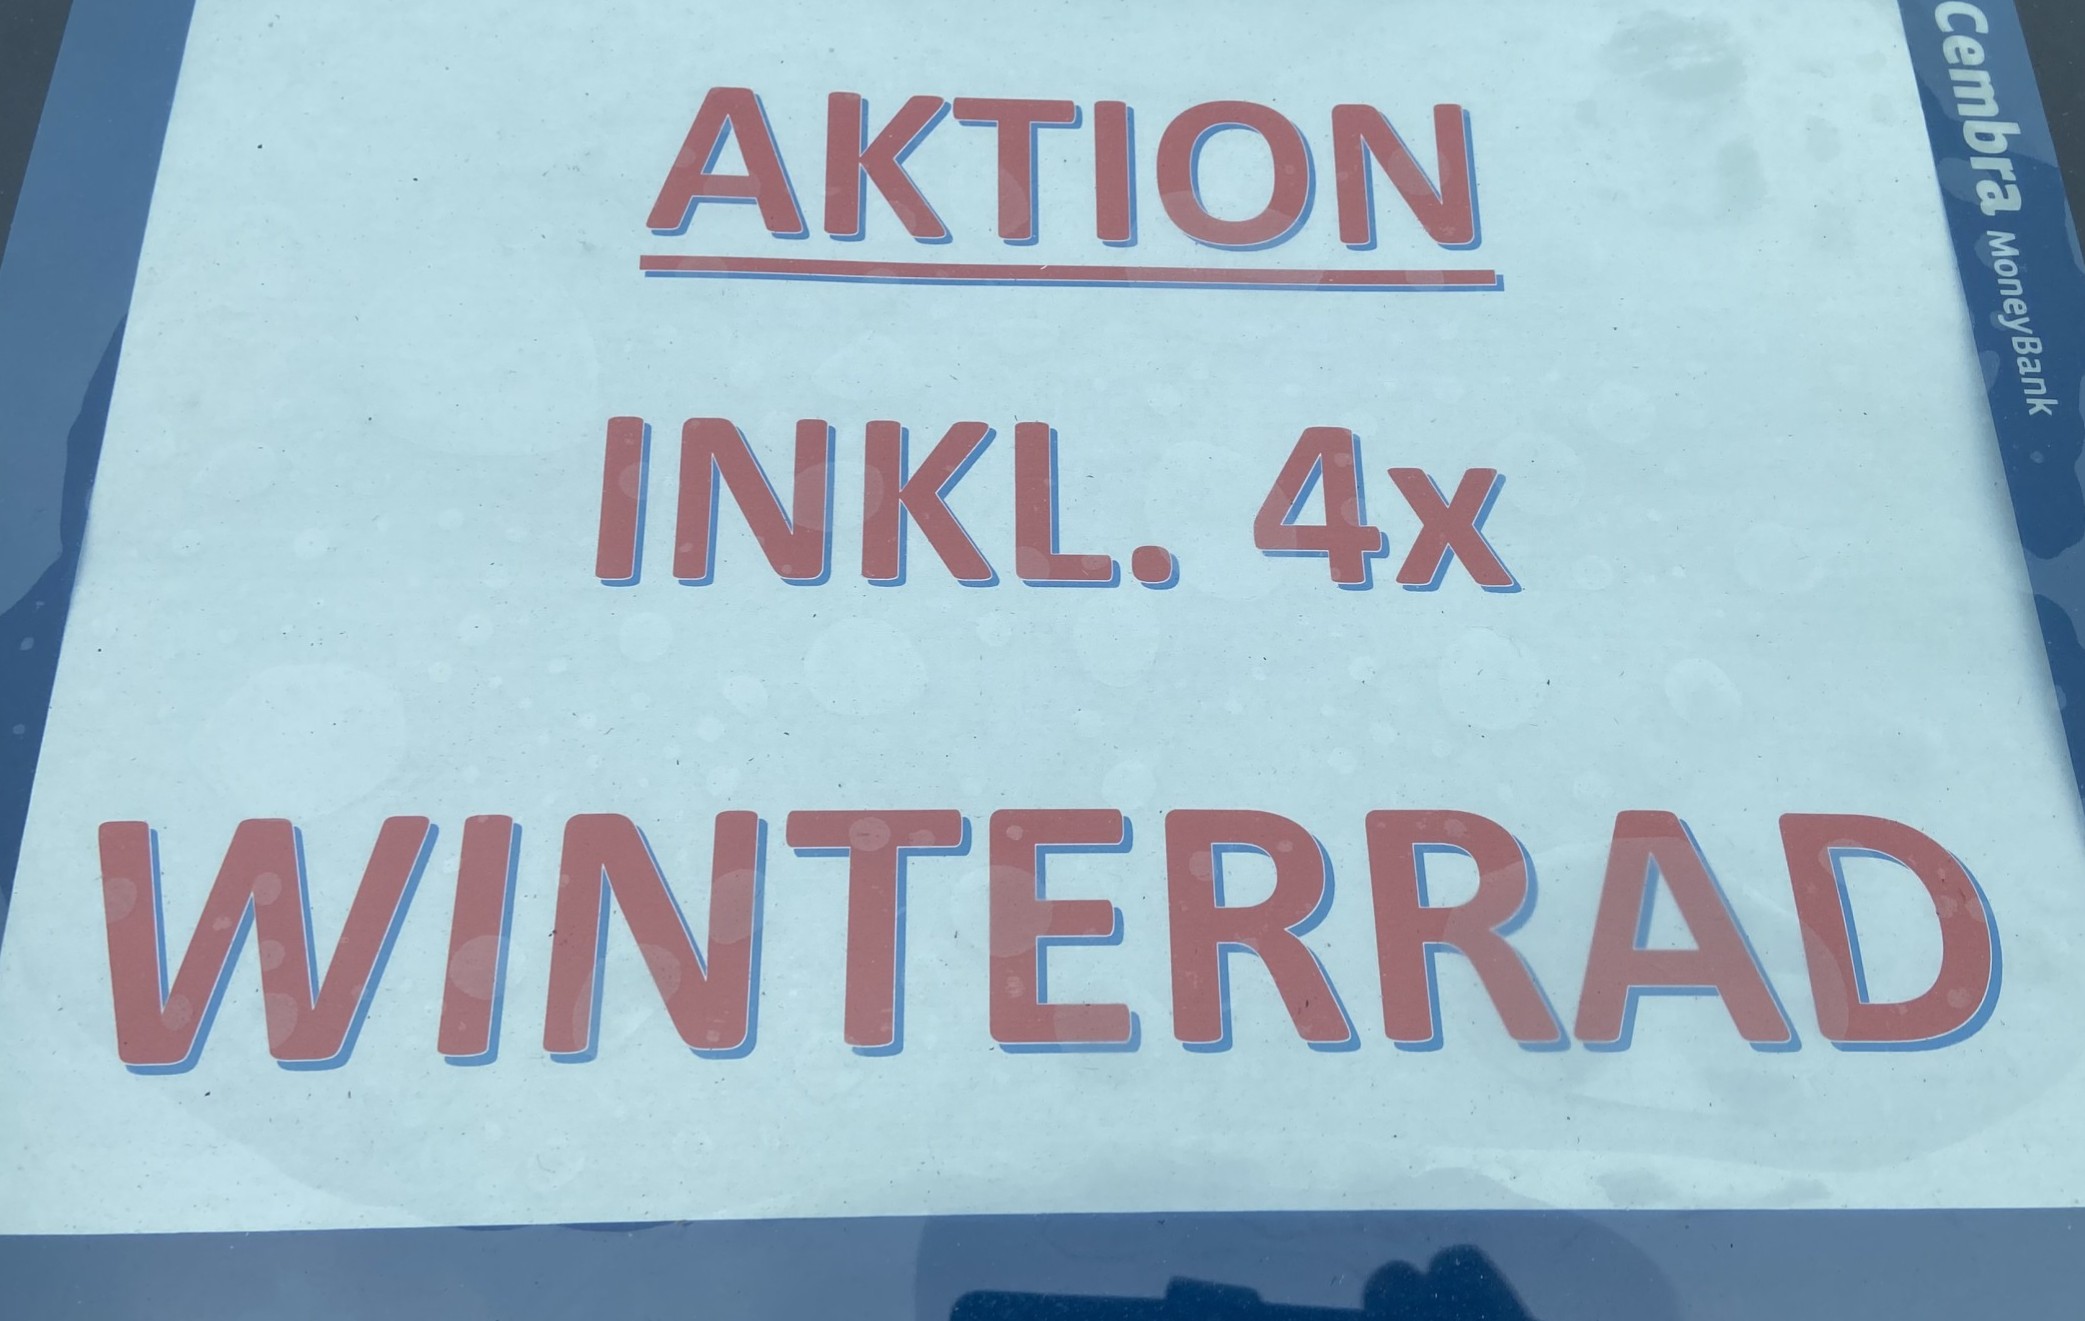 AKTION
INKL. 4x
WINTERRAD
Cembra MoneyBank